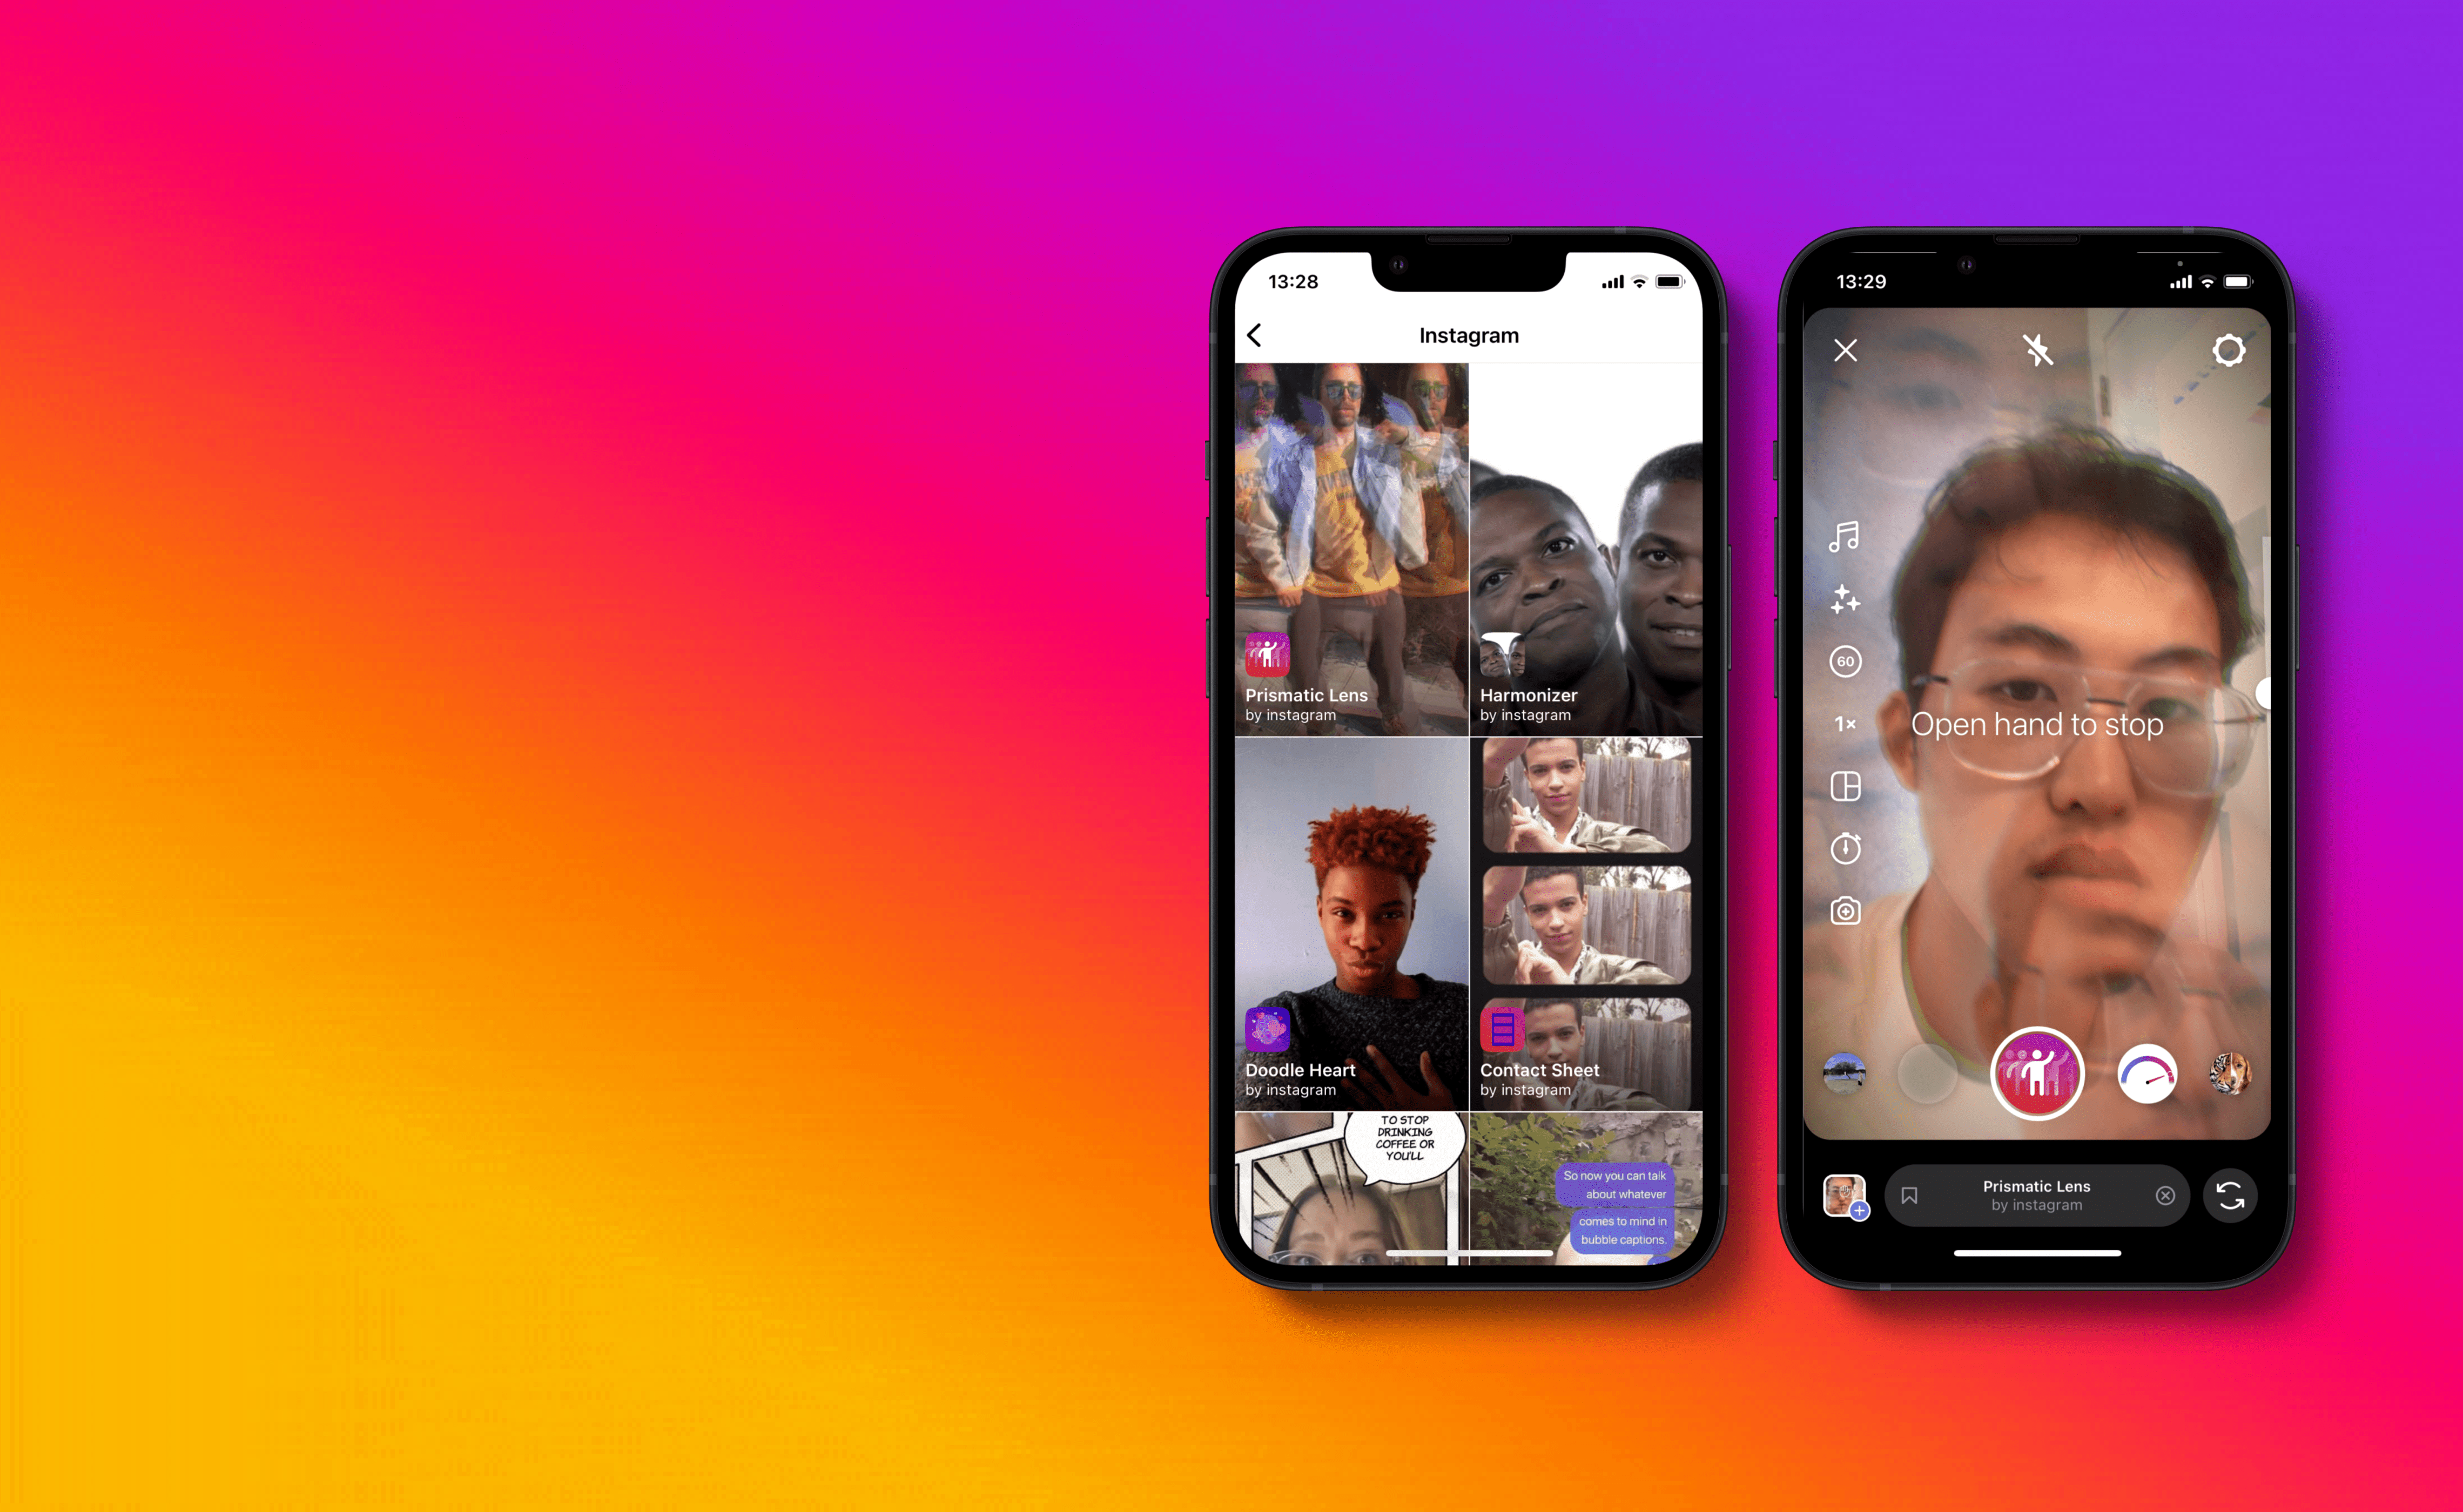 13:28
Instagram
Prismatic Lens
by instagram
Harmonizer
by instagram
Doodle Heart
by instagram
Contact Sheet
by instagram
TO STOP
DRINKING
COFFEE OR
YOU'LL
So now you can talk
about whatever
comes to mind in
bubble captions.
13:29
60
1×
Open hand to stop
Prismatic Lens
by instagram